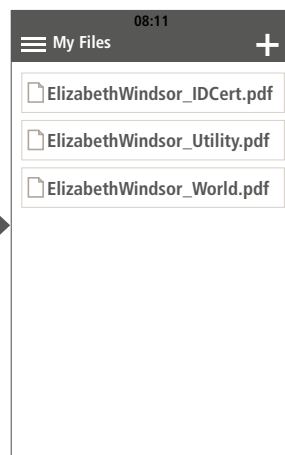 08:11
My Files
ElizabethWindsor_IDCert.pdf
ElizabethWindsor_Utility.pdf
ElizabethWindsor_World.pdf